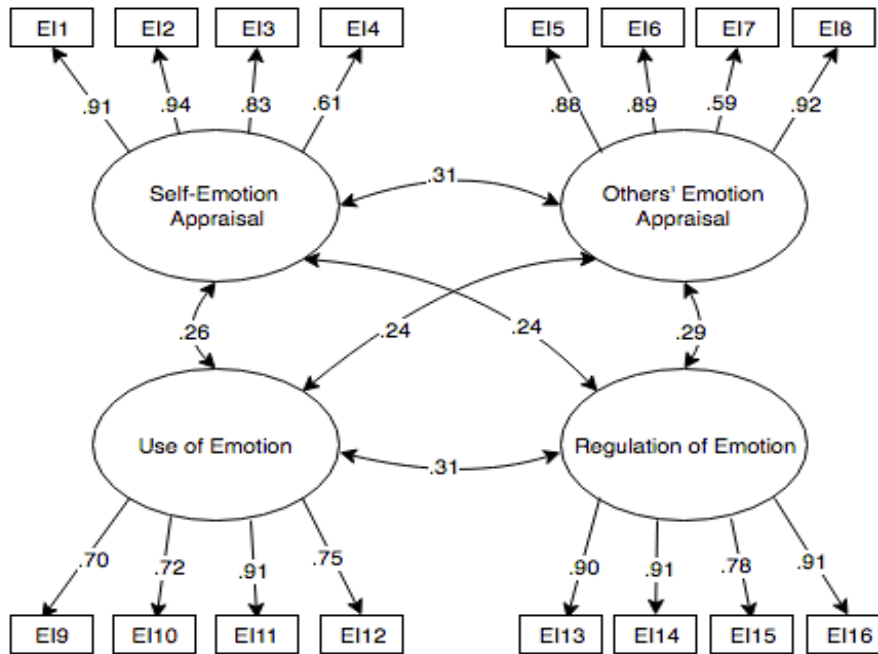 EI1 EI2 EI3 EI4 EI5 EI6 EI7 EI8
.91 .94 .83 .61 .88 .89 .59 .92
.31
Self-Emotion
Appraisal
Others' Emotion
Appraisal
.26 .24 .24 .29
Use of Emotion
Regulation of Emotion
.31
.70 .72 .91 .75 .90 .91 .78 .91
EI9 EI10 EI11 EI12 EI13 EI14 EI15 EI16